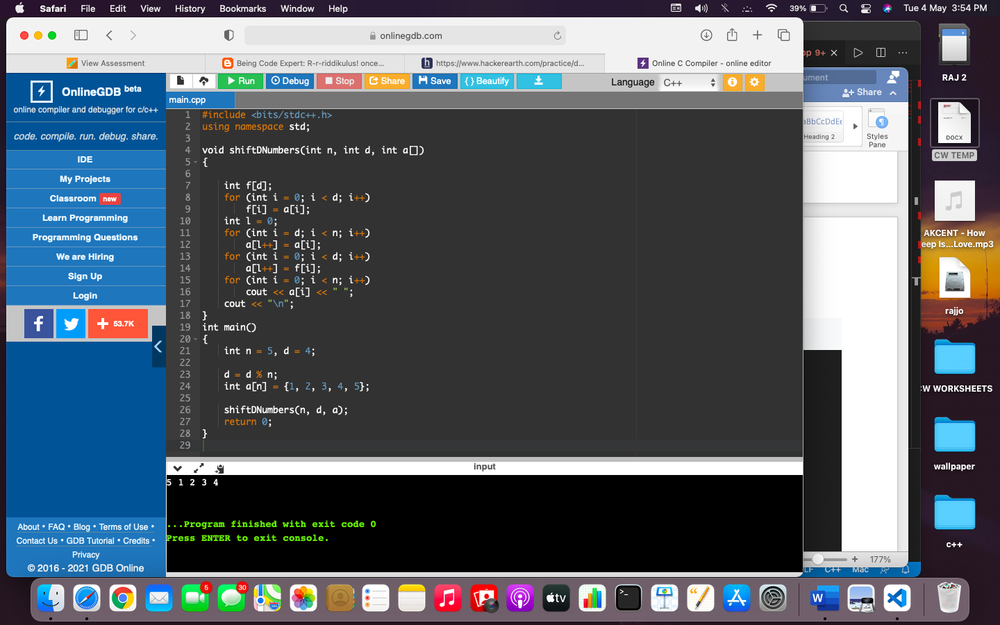 Safari File Edit View History Bookmarks Window Help 39% Tue 4 May 3:54 PM
onlinegdb.com
View Assessment
Being Code Expert: R-r-riddikulus! once...
h https://www.hackerearth.com/practice/d...
Online C Compiler - online editor
OnlineGDB beta
online compiler and debugger for c/c++
code. compile. run. debug. share.
IDE
My Projects
Classroom new
Learn Programming
Programming Questions
We are Hiring
Sign Up
Login
f + 53.7K
About • FAQ • Blog • Terms of Use •
Contact Us • GDB Tutorial • Credits •
Privacy
© 2016 - 2021 GDB Online
Run Debug Stop Share Save { } Beautify
Language C++
main.cpp
1 #include <bits/stdc++.h>
2 using namespace std;
3
4 void shiftDNumbers(int n, int d, int a[])
5 {
6
7 int f[d];
8 for (int i = 0; i < d; i++)
9 f[i] = a[i];
10 int l = 0;
11 for (int i = d; i < n; i++)
12 a[l++] = a[i];
13 for (int i = 0; i < d; i++)
14 a[l++] = f[i];
15 for (int i = 0; i < n; i++)
16 cout << a[i] << " ";
17 cout << "\n";
18 }
19 int main()
20 {
21 int n = 5, d = 4;
22
23 d = d % n;
24 int a[n] = {1, 2, 3, 4, 5};
25
26 shiftDNumbers(n, d, a);
27 return 0;
28 }
29
input
5 1 2 3 4
...Program finished with exit code 0
Press ENTER to exit console.
op 9+
ument
Share
aBbCcDdEe
Heading 2
Styles
Pane
177%
LF C++ Mac
RAJ 2
DOCX
CW TEMP
AKCENT - How
eep Is...Love.mp3
rajjo
CW WORKSHEETS
wallpaper
c++
5
30
280
tv
>_
W